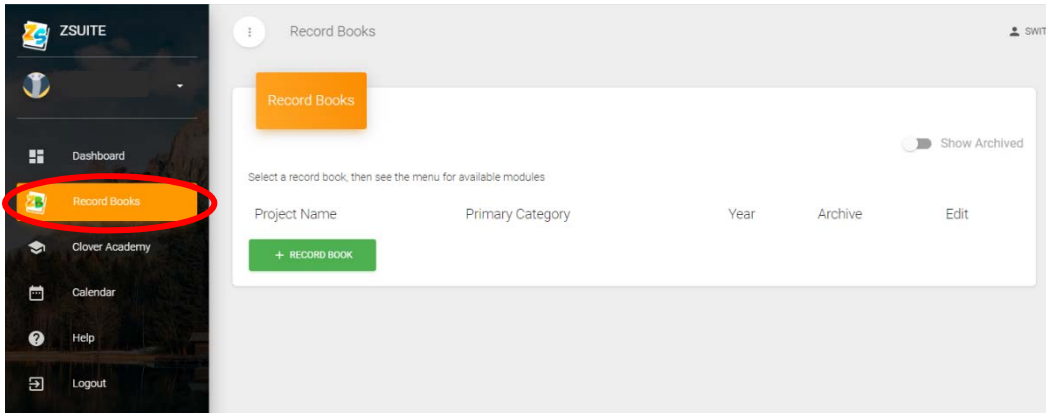 ZSUITE
Dashboard
Record Books
Clover Academy
Calendar
Help
Logout
Record Books
SWIT
Record Books
Show Archived
Select a record book, then see the menu for available modules
Project Name Primary Category Year Archive Edit
+ RECORD BOOK